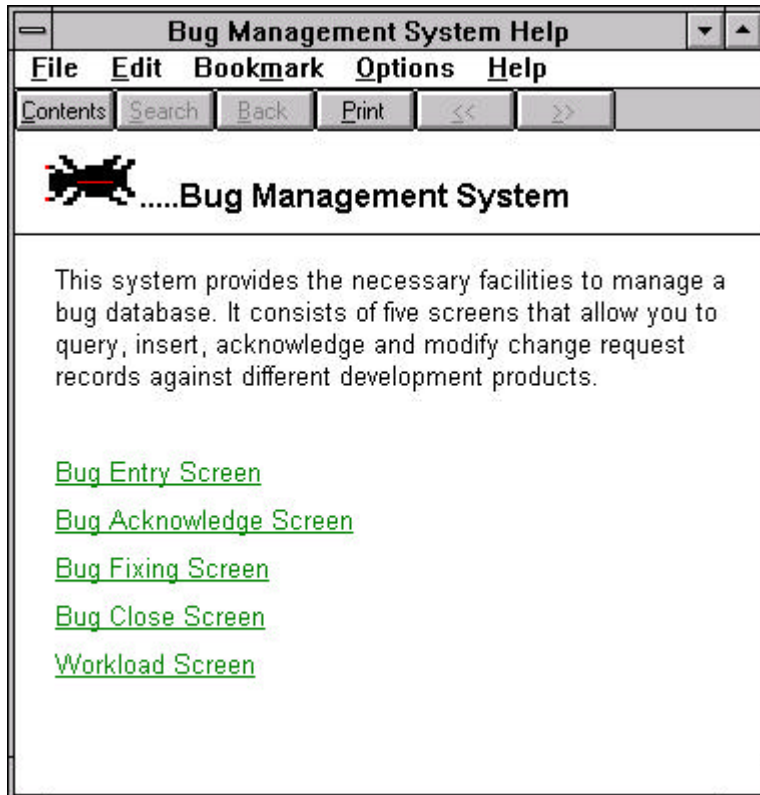 Bug Management System Help
File Edit Bookmark Options Help
Contents Search Back Print << >>
.....Bug Management System
This system provides the necessary facilities to manage a
bug database. It consists of five screens that allow you to
query, insert, acknowledge and modify change request
records against different development products.
Bug Entry Screen
Bug Acknowledge Screen
Bug Fixing Screen
Bug Close Screen
Workload Screen